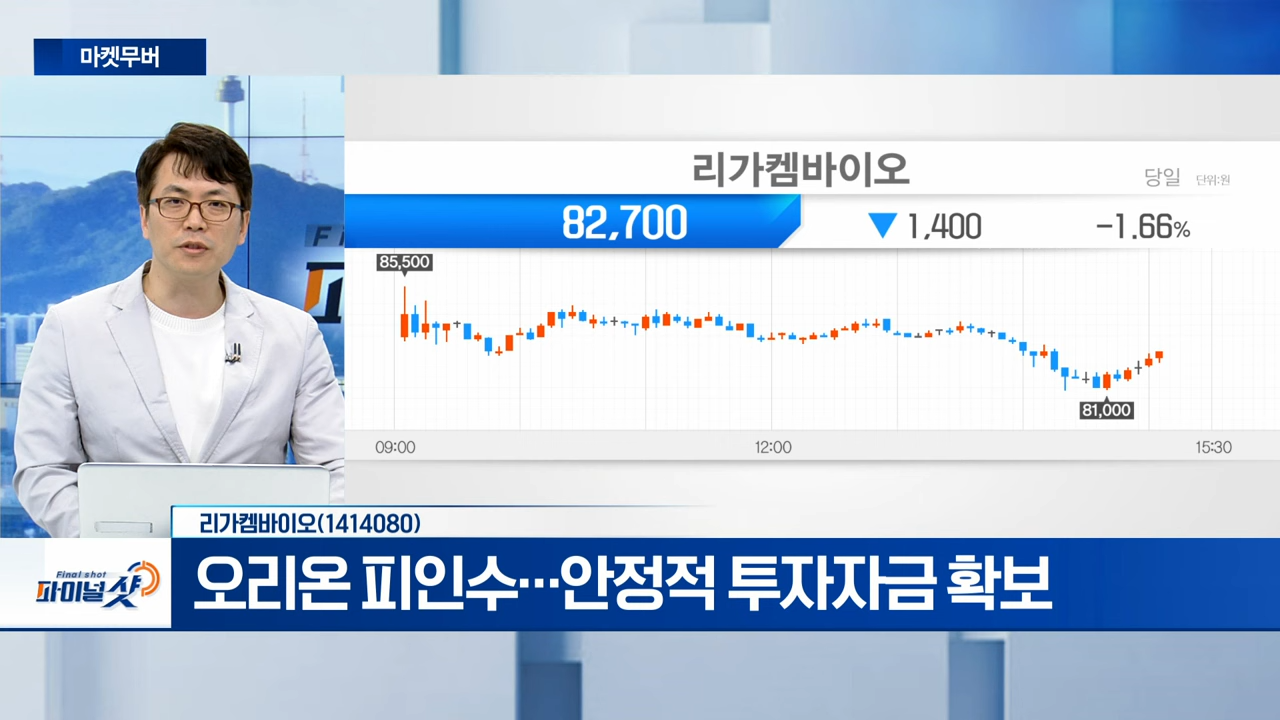 마켓무버
리가켐바이오
당일 단위:원
82,700 ▼ 1,400 -1.66%
85,500
81,000
09:00 12:00 15:30
리가켐바이오(1414080)
Final shot
파이널샷
오리온 피인수…안정적 투자자금 확보